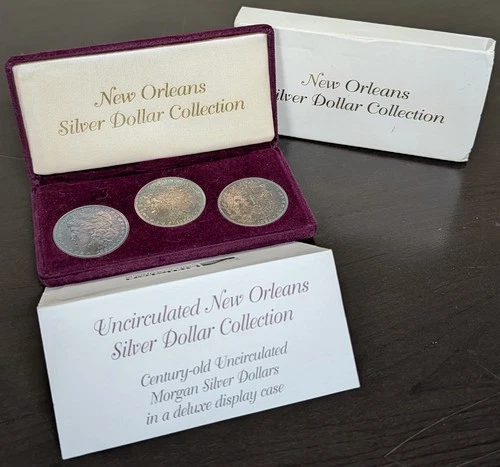 New Orleans
Silver Dollar Collection
New Orleans
ilver Dollar Collection
Uncirculated New Orleans
Silver Dollar Collection
Century-old Uncirculated
Morgan Silver Dollars
in a deluxe display case